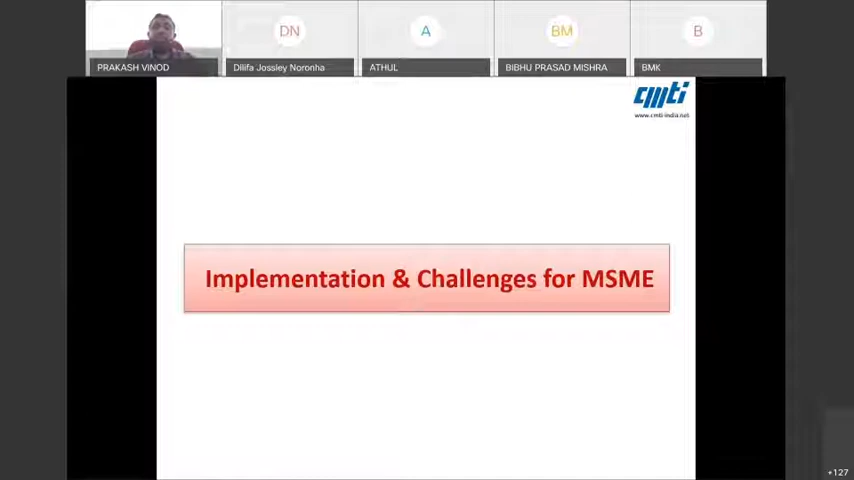 DN
A
BM
B
PRAKASH VINOD
Dilifa Jossley Noronha
ATHUL
BIBHU PRASAD MISHRA
BMK
cmti
www.cmti-india.net
Implementation & Challenges for MSME
+127